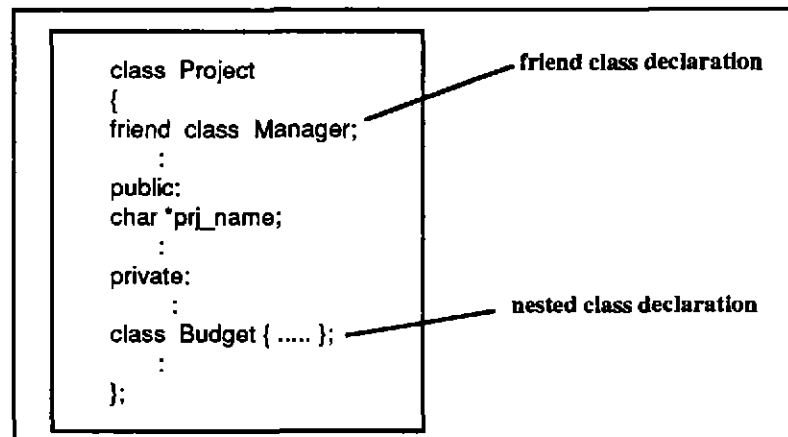 class Project
friend class declaration
{
friend class Manager;
:
public:
char *prj_name;
:
private:
:
nested class declaration
class Budget { ..... };
:
};